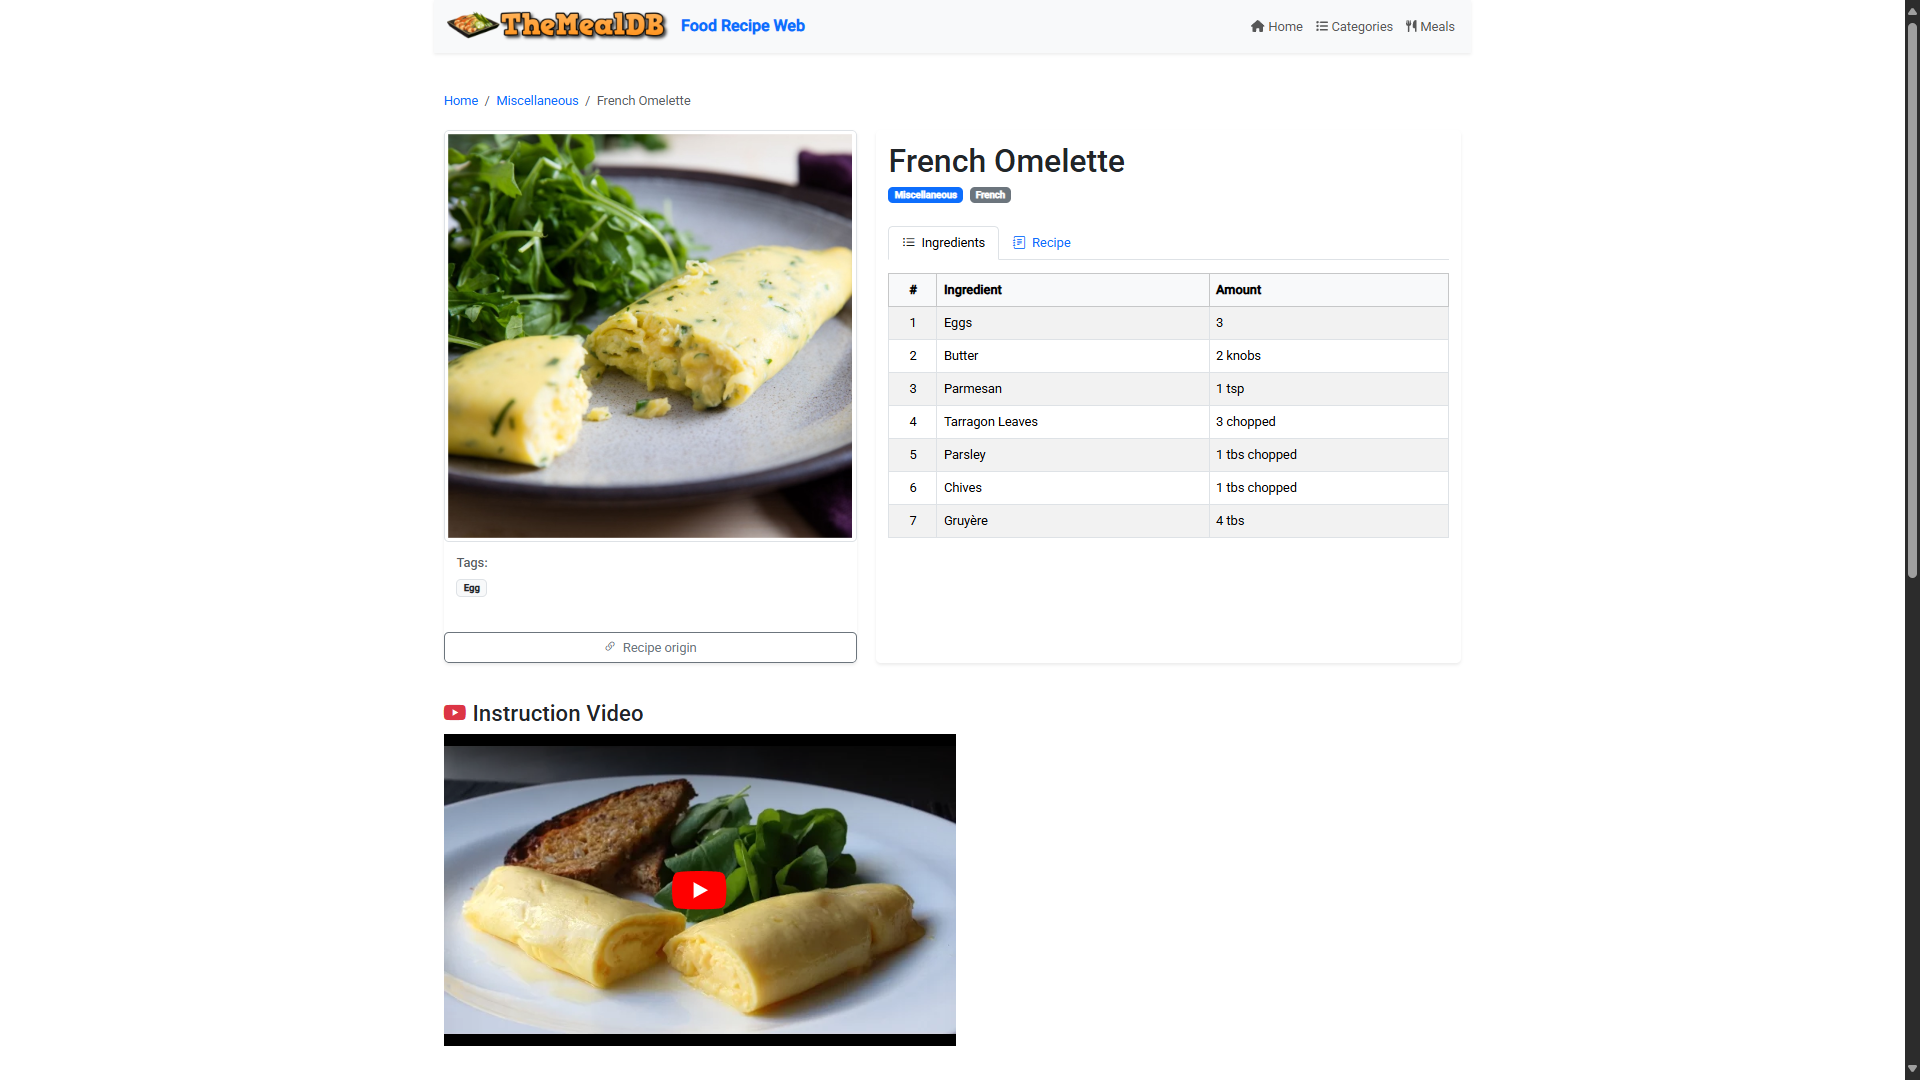 TheMealDB Food Recipe Web Home Categories Meals
Home / Miscellaneous / French Omelette
French Omelette
Miscellaneous French
Ingredients Recipe
# Ingredient Amount
1 Eggs 3
2 Butter 2 knobs
3 Parmesan 1 tsp
4 Tarragon Leaves 3 chopped
5 Parsley 1 tbs chopped
6 Chives 1 tbs chopped
7 Gruyère 4 tbs
Tags:
Egg
Recipe origin
Instruction Video